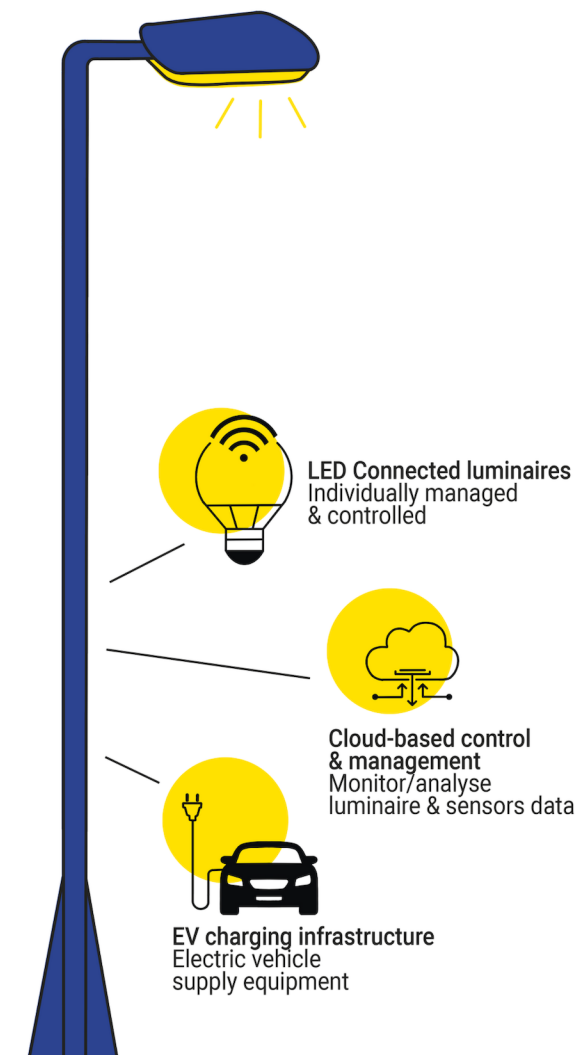 LED Connected luminaires
Individually managed
& controlled
Cloud-based control
& management
Monitor/analyse
luminaire & sensors data
EV charging infrastructure
Electric vehicle
supply equipment